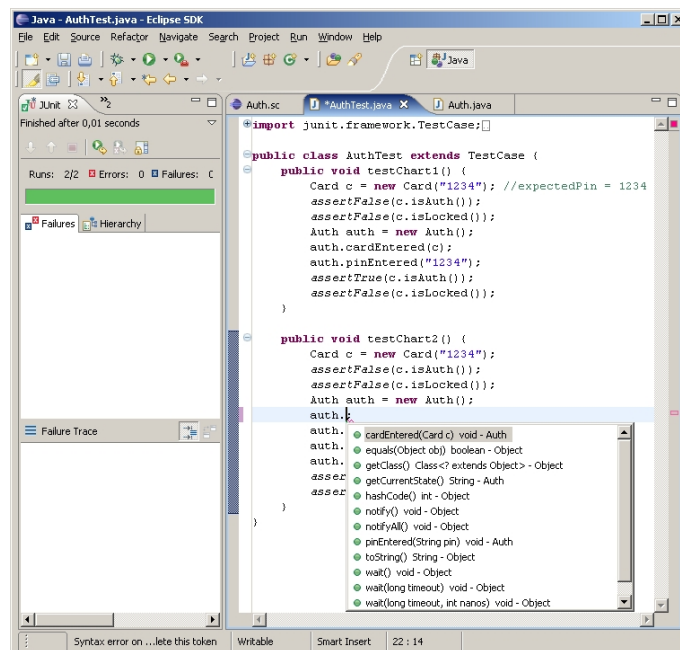 Java - AuthTest.java - Eclipse SDK
File Edit Source Refactor Navigate Search Project Run Window Help
Java
JUnit
2
Auth.sc
*AuthTest.java
Auth.java
Finished after 0,01 seconds
Runs: 2/2 Errors: 0 Failures: 0
Failures Hierarchy
Failure Trace
import junit.framework.TestCase;
public class AuthTest extends TestCase {
public void testChart1() {
Card c = new Card("1234"); //expectedPin = 1234
assertFalse(c.isAuth());
assertFalse(c.isLocked());
Auth auth = new Auth();
auth.cardEntered(c);
auth.pinEntered("1234");
assertTrue(c.isAuth());
assertFalse(c.isLocked());
}
public void testChart2() {
Card c = new Card("1234");
assertFalse(c.isAuth());
assertFalse(c.isLocked());
Auth auth = new Auth();
auth.;
auth.
auth.
auth.
asser
asser
}
}
cardEntered(Card c) void - Auth
equals(Object obj) boolean - Object
getClass() Class<? extends Object> - Object
getCurrentState() String - Auth
hashCode() int - Object
notify() void - Object
notifyAll() void - Object
pinEntered(String pin) void - Auth
toString() String - Object
wait() void - Object
wait(long timeout) void - Object
wait(long timeout, int nanos) void - Object
Syntax error on ...lete this token
Writable
Smart Insert
22 : 14